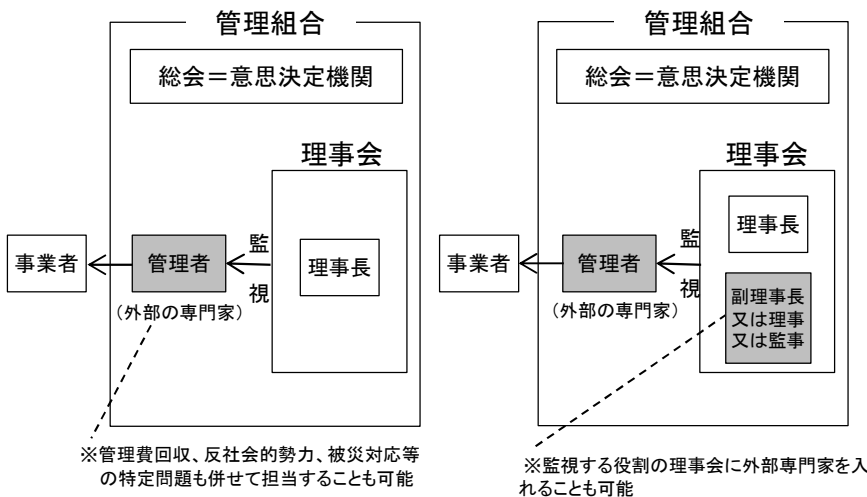 管理組合
総会＝意思決定機関
理事会
理事長
監
視
管理者
事業者
（外部の専門家）
※管理費回収、反社会的勢力、被災対応等
の特定問題も併せて担当することも可能
管理組合
総会＝意思決定機関
理事会
理事長
副理事長
又は理事
又は監事
監
視
管理者
事業者
（外部の専門家）
※監視する役割の理事会に外部専門家を入
れることも可能